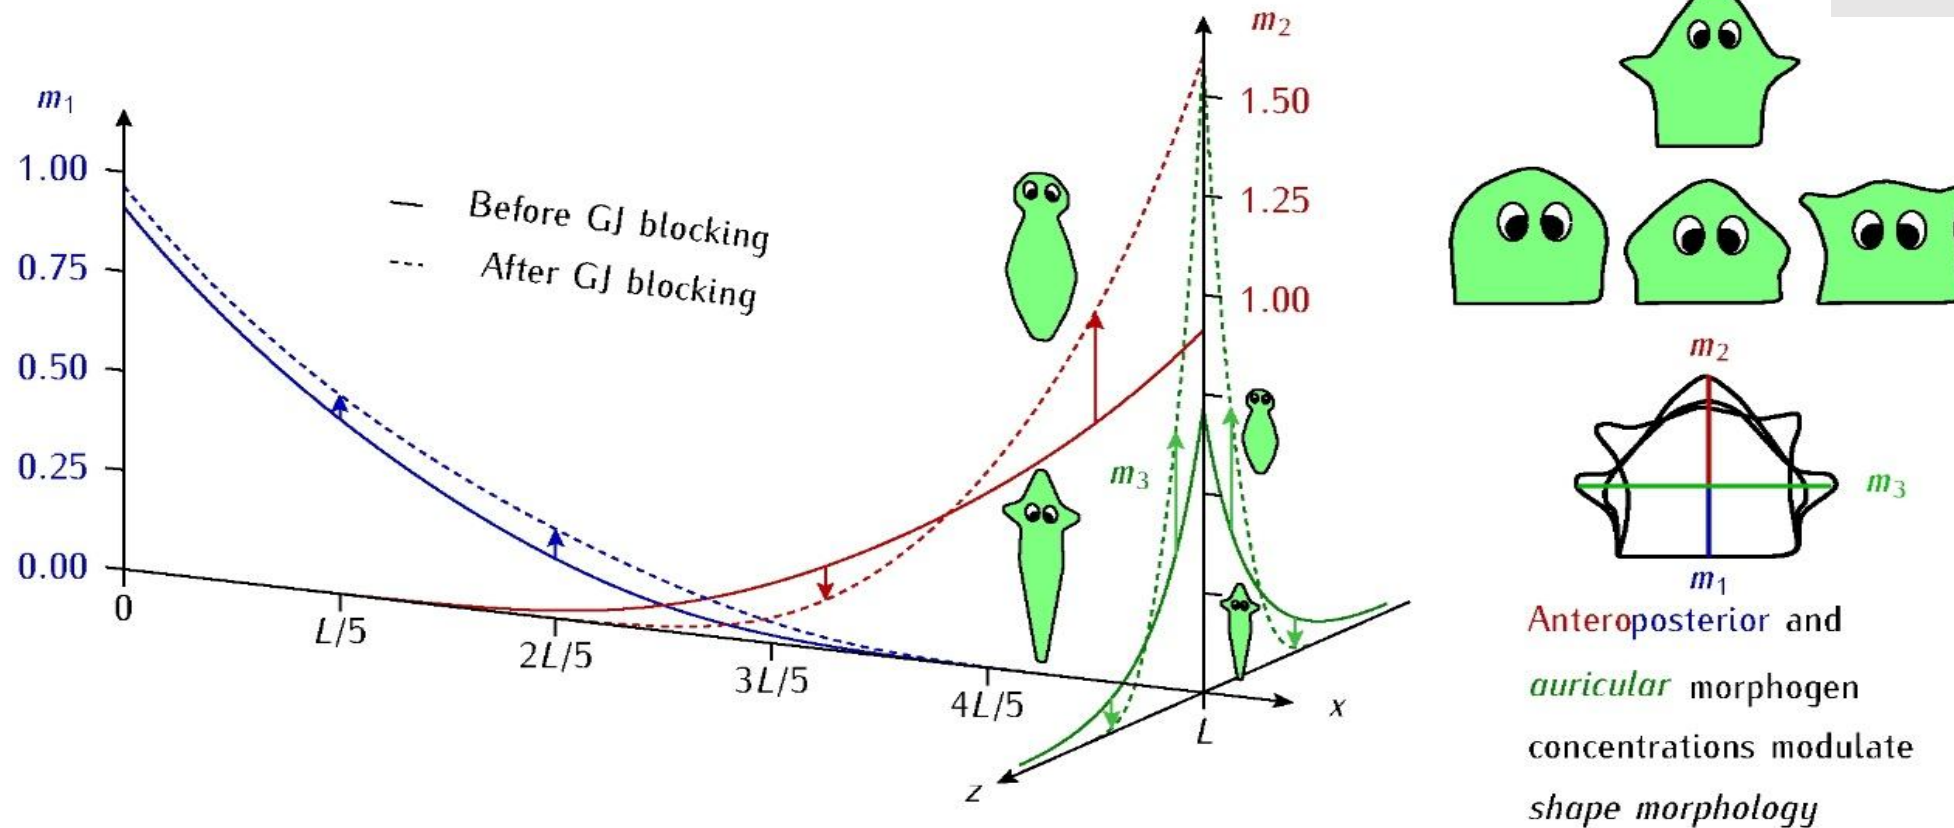 m₁
1.00
0.75
0.50
0.25
0.00
Before GJ blocking
After GJ blocking
0
L/5
2L/5
3L/5
4L/5
L
x
z
m₂
1.50
1.25
1.00
m₃
m₂
m₃
m₁
Anteroposterior and
auricular morphogen
concentrations modulate
shape morphology